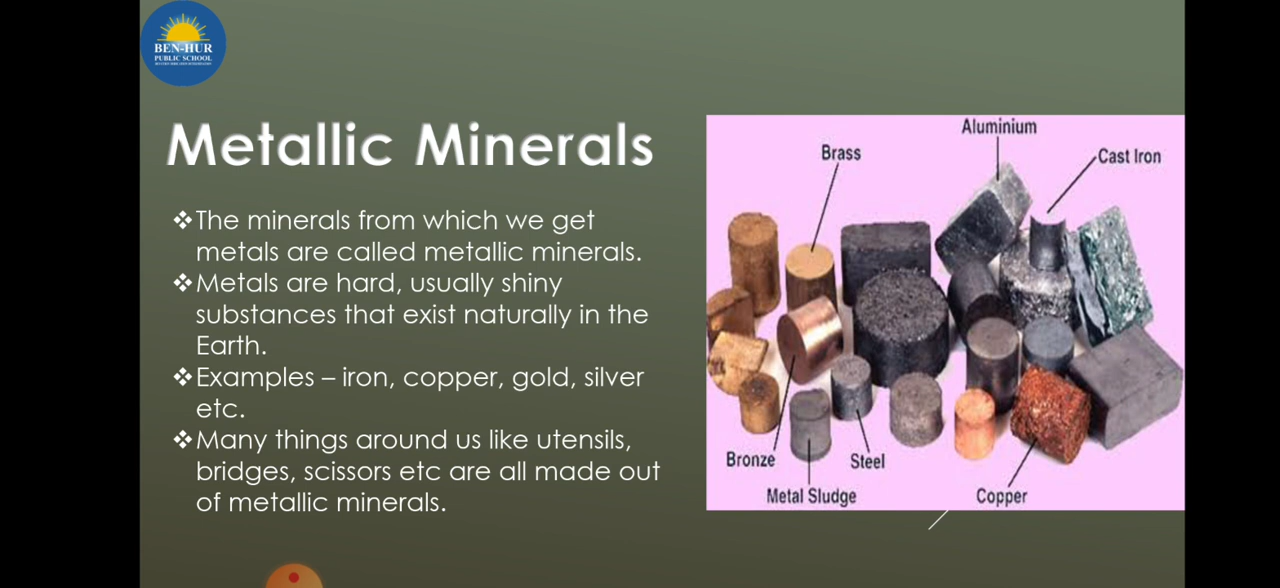 BEN-HUR
PUBLIC SCHOOL
Metallic Minerals
❖The minerals from which we get
metals are called metallic minerals.
❖Metals are hard, usually shiny
substances that exist naturally in the
Earth.
❖Examples – iron, copper, gold, silver
etc.
❖Many things around us like utensils,
bridges, scissors etc are all made out
of metallic minerals.
Aluminium
Brass
Cast Iron
Bronze
Steel
Metal Sludge
Copper